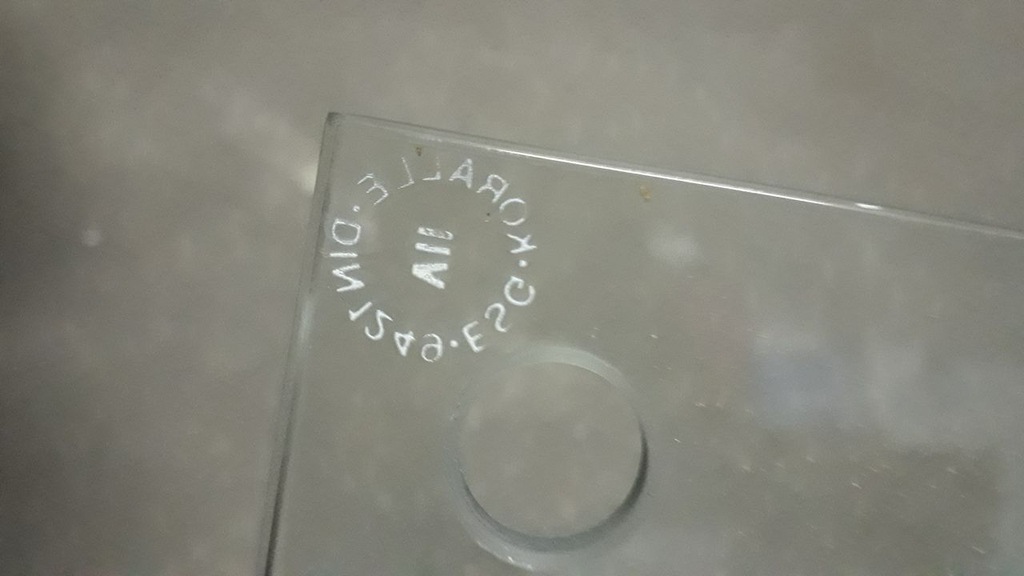 KORALLE · DIN 1249 · ESG ·